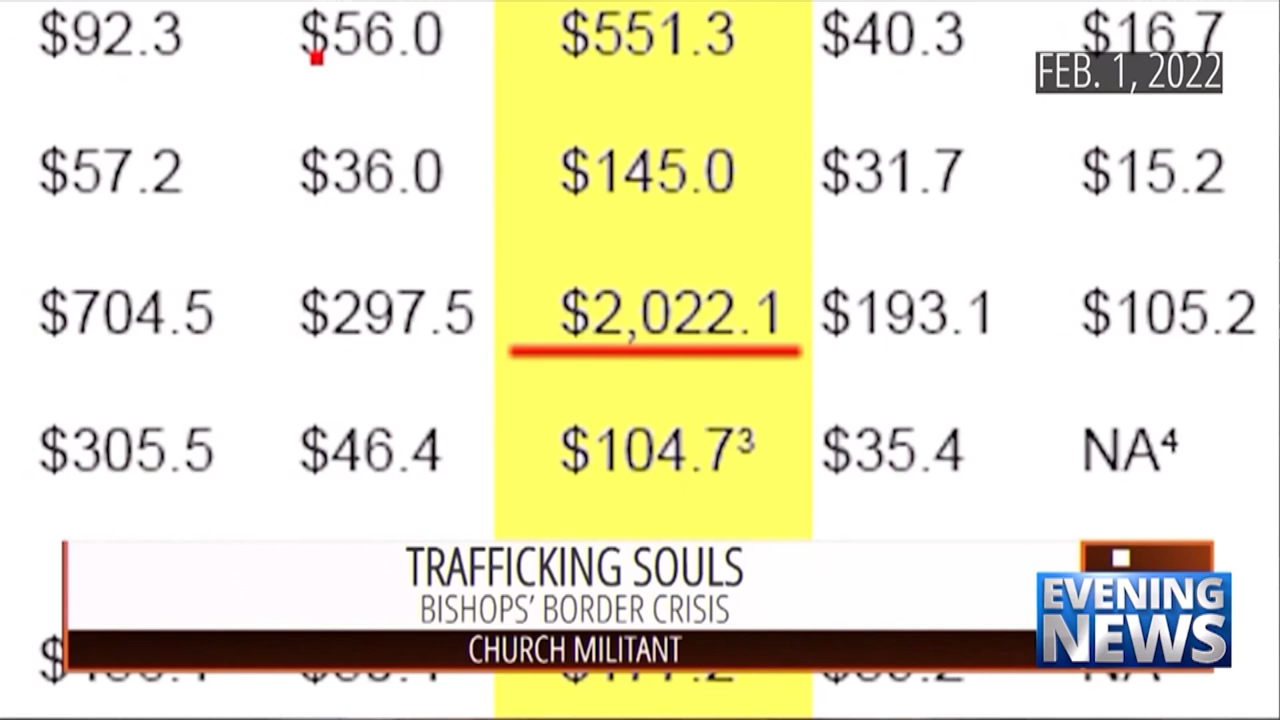 $92.3 $56.0 $551.3 $40.3 $16.7
FEB. 1, 2022
$57.2 $36.0 $145.0 $31.7 $15.2
$704.5 $297.5 $2,022.1 $193.1 $105.2
$305.5 $46.4 $104.7³ $35.4 NA⁴
TRAFFICKING SOULS
BISHOPS' BORDER CRISIS
CHURCH MILITANT
EVENING
NEWS